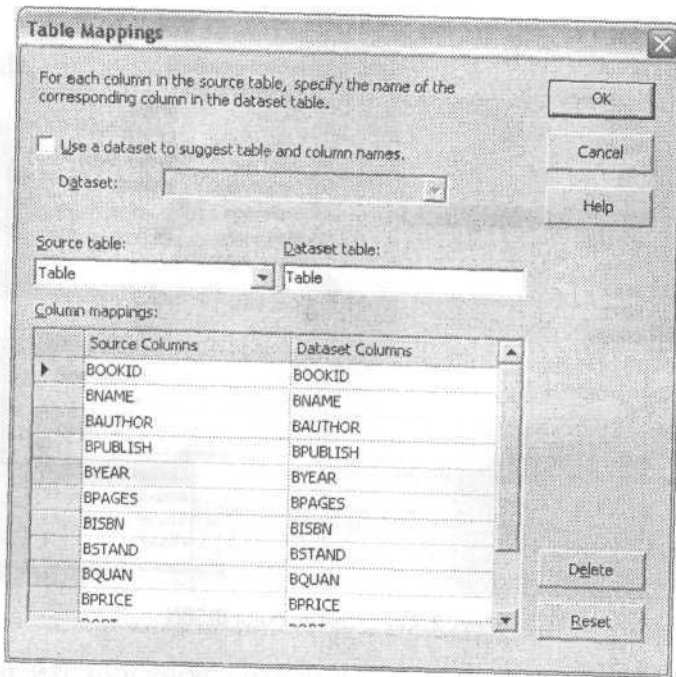 Table Mappings
For each column in the source table, specify the name of the
corresponding column in the dataset table.
OK
Use a dataset to suggest table and column names.
Cancel
Dataset:
Help
Source table:
Dataset table:
Table
Table
Column mappings:
Source Columns
Dataset Columns
BOOKID
BOOKID
BNAME
BNAME
BAUTHOR
BAUTHOR
BPUBLISH
BPUBLISH
BYEAR
BYEAR
BPAGES
BPAGES
BISBN
BISBN
BSTAND
BSTAND
BQUAN
BQUAN
BPRICE
BPRICE
Delete
Reset